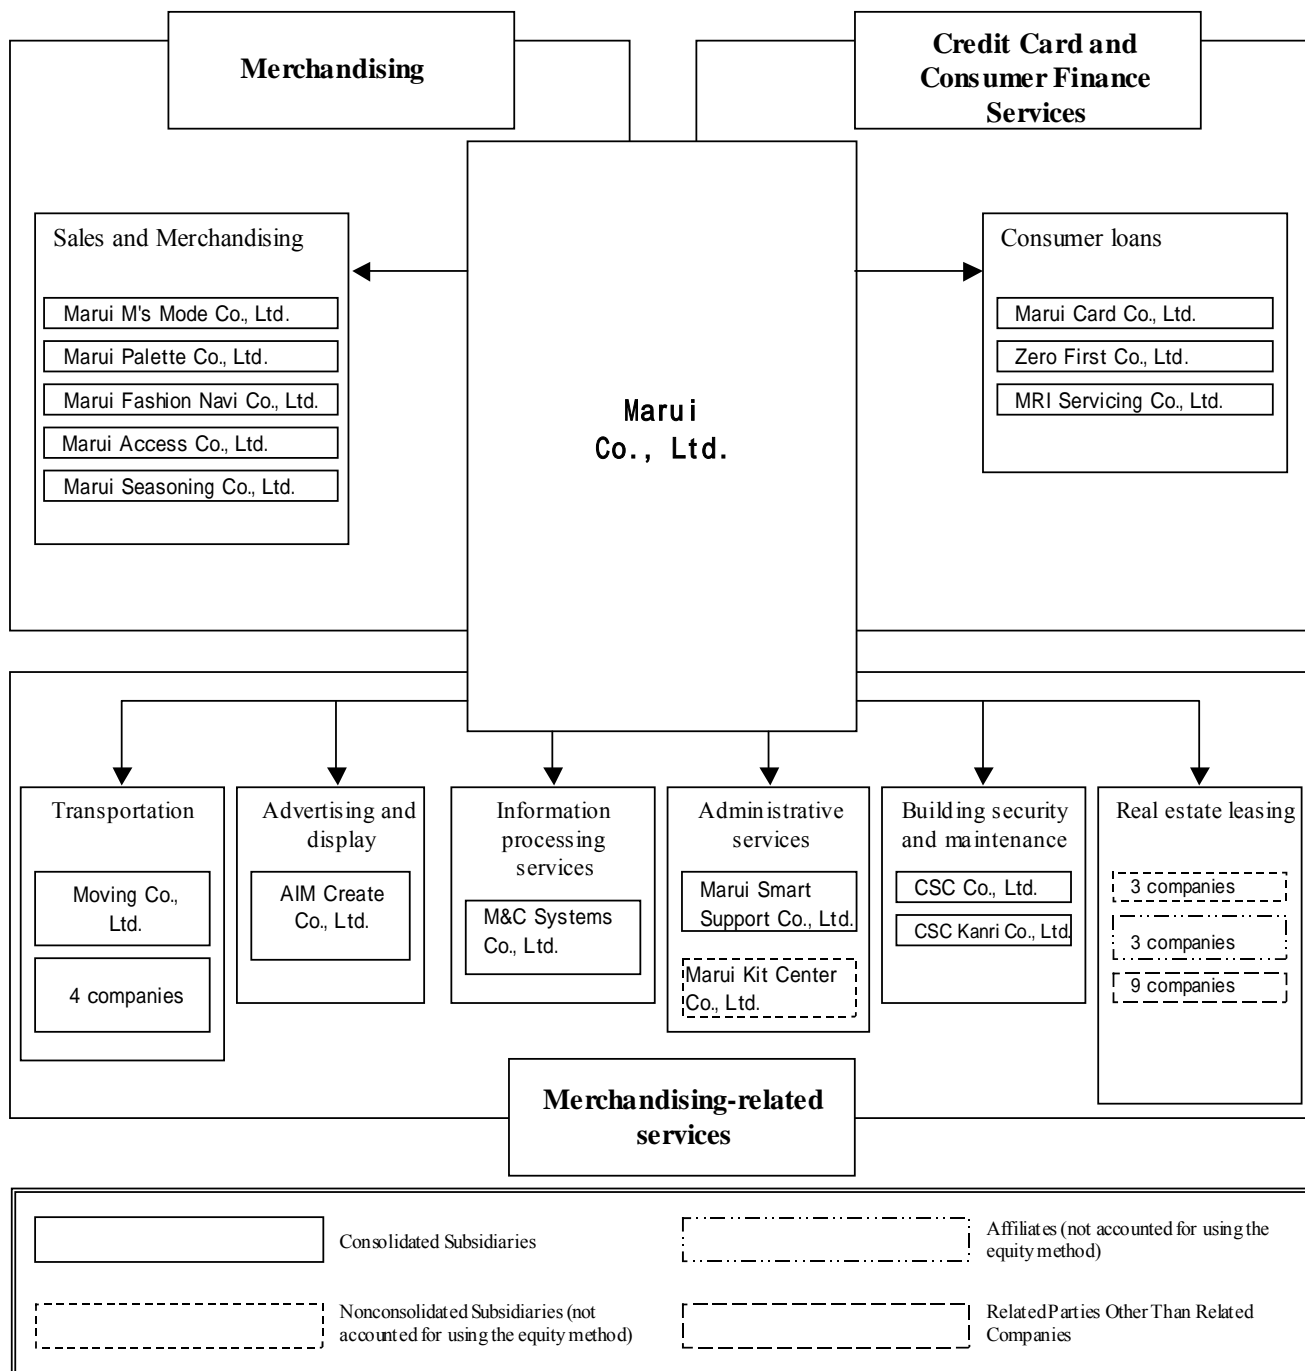 Merchandising
Credit Card and
Consumer Finance
Services
Sales and Merchandising
Marui M's Mode Co., Ltd.
Marui Palette Co., Ltd.
Marui Fashion Navi Co., Ltd.
Marui Access Co., Ltd.
Marui Seasoning Co., Ltd.
Marui
Co., Ltd.
Consumer loans
Marui Card Co., Ltd.
Zero First Co., Ltd.
MRI Servicing Co., Ltd.
Transportation
Moving Co.,
Ltd.
4 companies
Advertising and
display
AIM Create
Co., Ltd.
Information
processing
services
M&C Systems
Co., Ltd.
Administrative
services
Marui Smart
Support Co., Ltd.
Marui Kit Center
Co., Ltd.
Building security
and maintenance
CSC Co., Ltd.
CSC Kanri Co., Ltd.
Real estate leasing
3 companies
3 companies
9 companies
Merchandising-related
services
Consolidated Subsidiaries
Affiliates (not accounted for using the
equity method)
Nonconsolidated Subsidiaries (not
accounted for using the equity method)
Related Parties Other Than Related
Companies